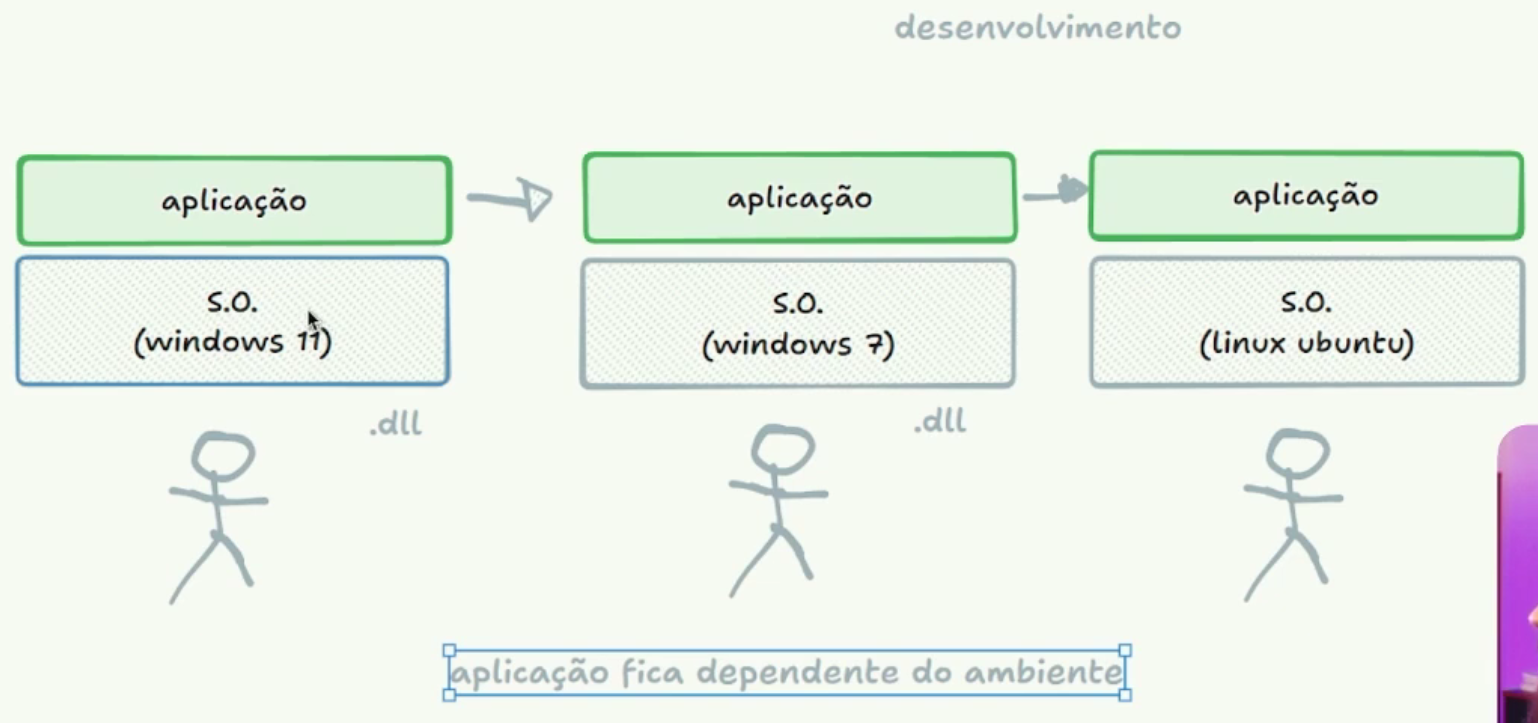 desenvolvimento
aplicação
aplicação
aplicação
S.O.
(windows 11)
S.O.
(windows 7)
S.O.
(linux ubuntu)
.dll
.dll
aplicação fica dependente do ambiente